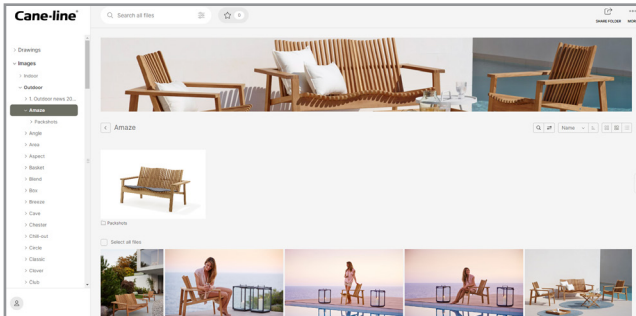 Cane-line®
Search all files
0
SHARE FOLDER
Drawings
Images
Indoor
Outdoor
Amaze
Packshots
Angle
Area
Aspect
Basket
Blend
Box
Breeze
Cave
Chester
Chill-out
Circle
Classic
Clover
Club
Amaze
Name
Packshots
Select all files